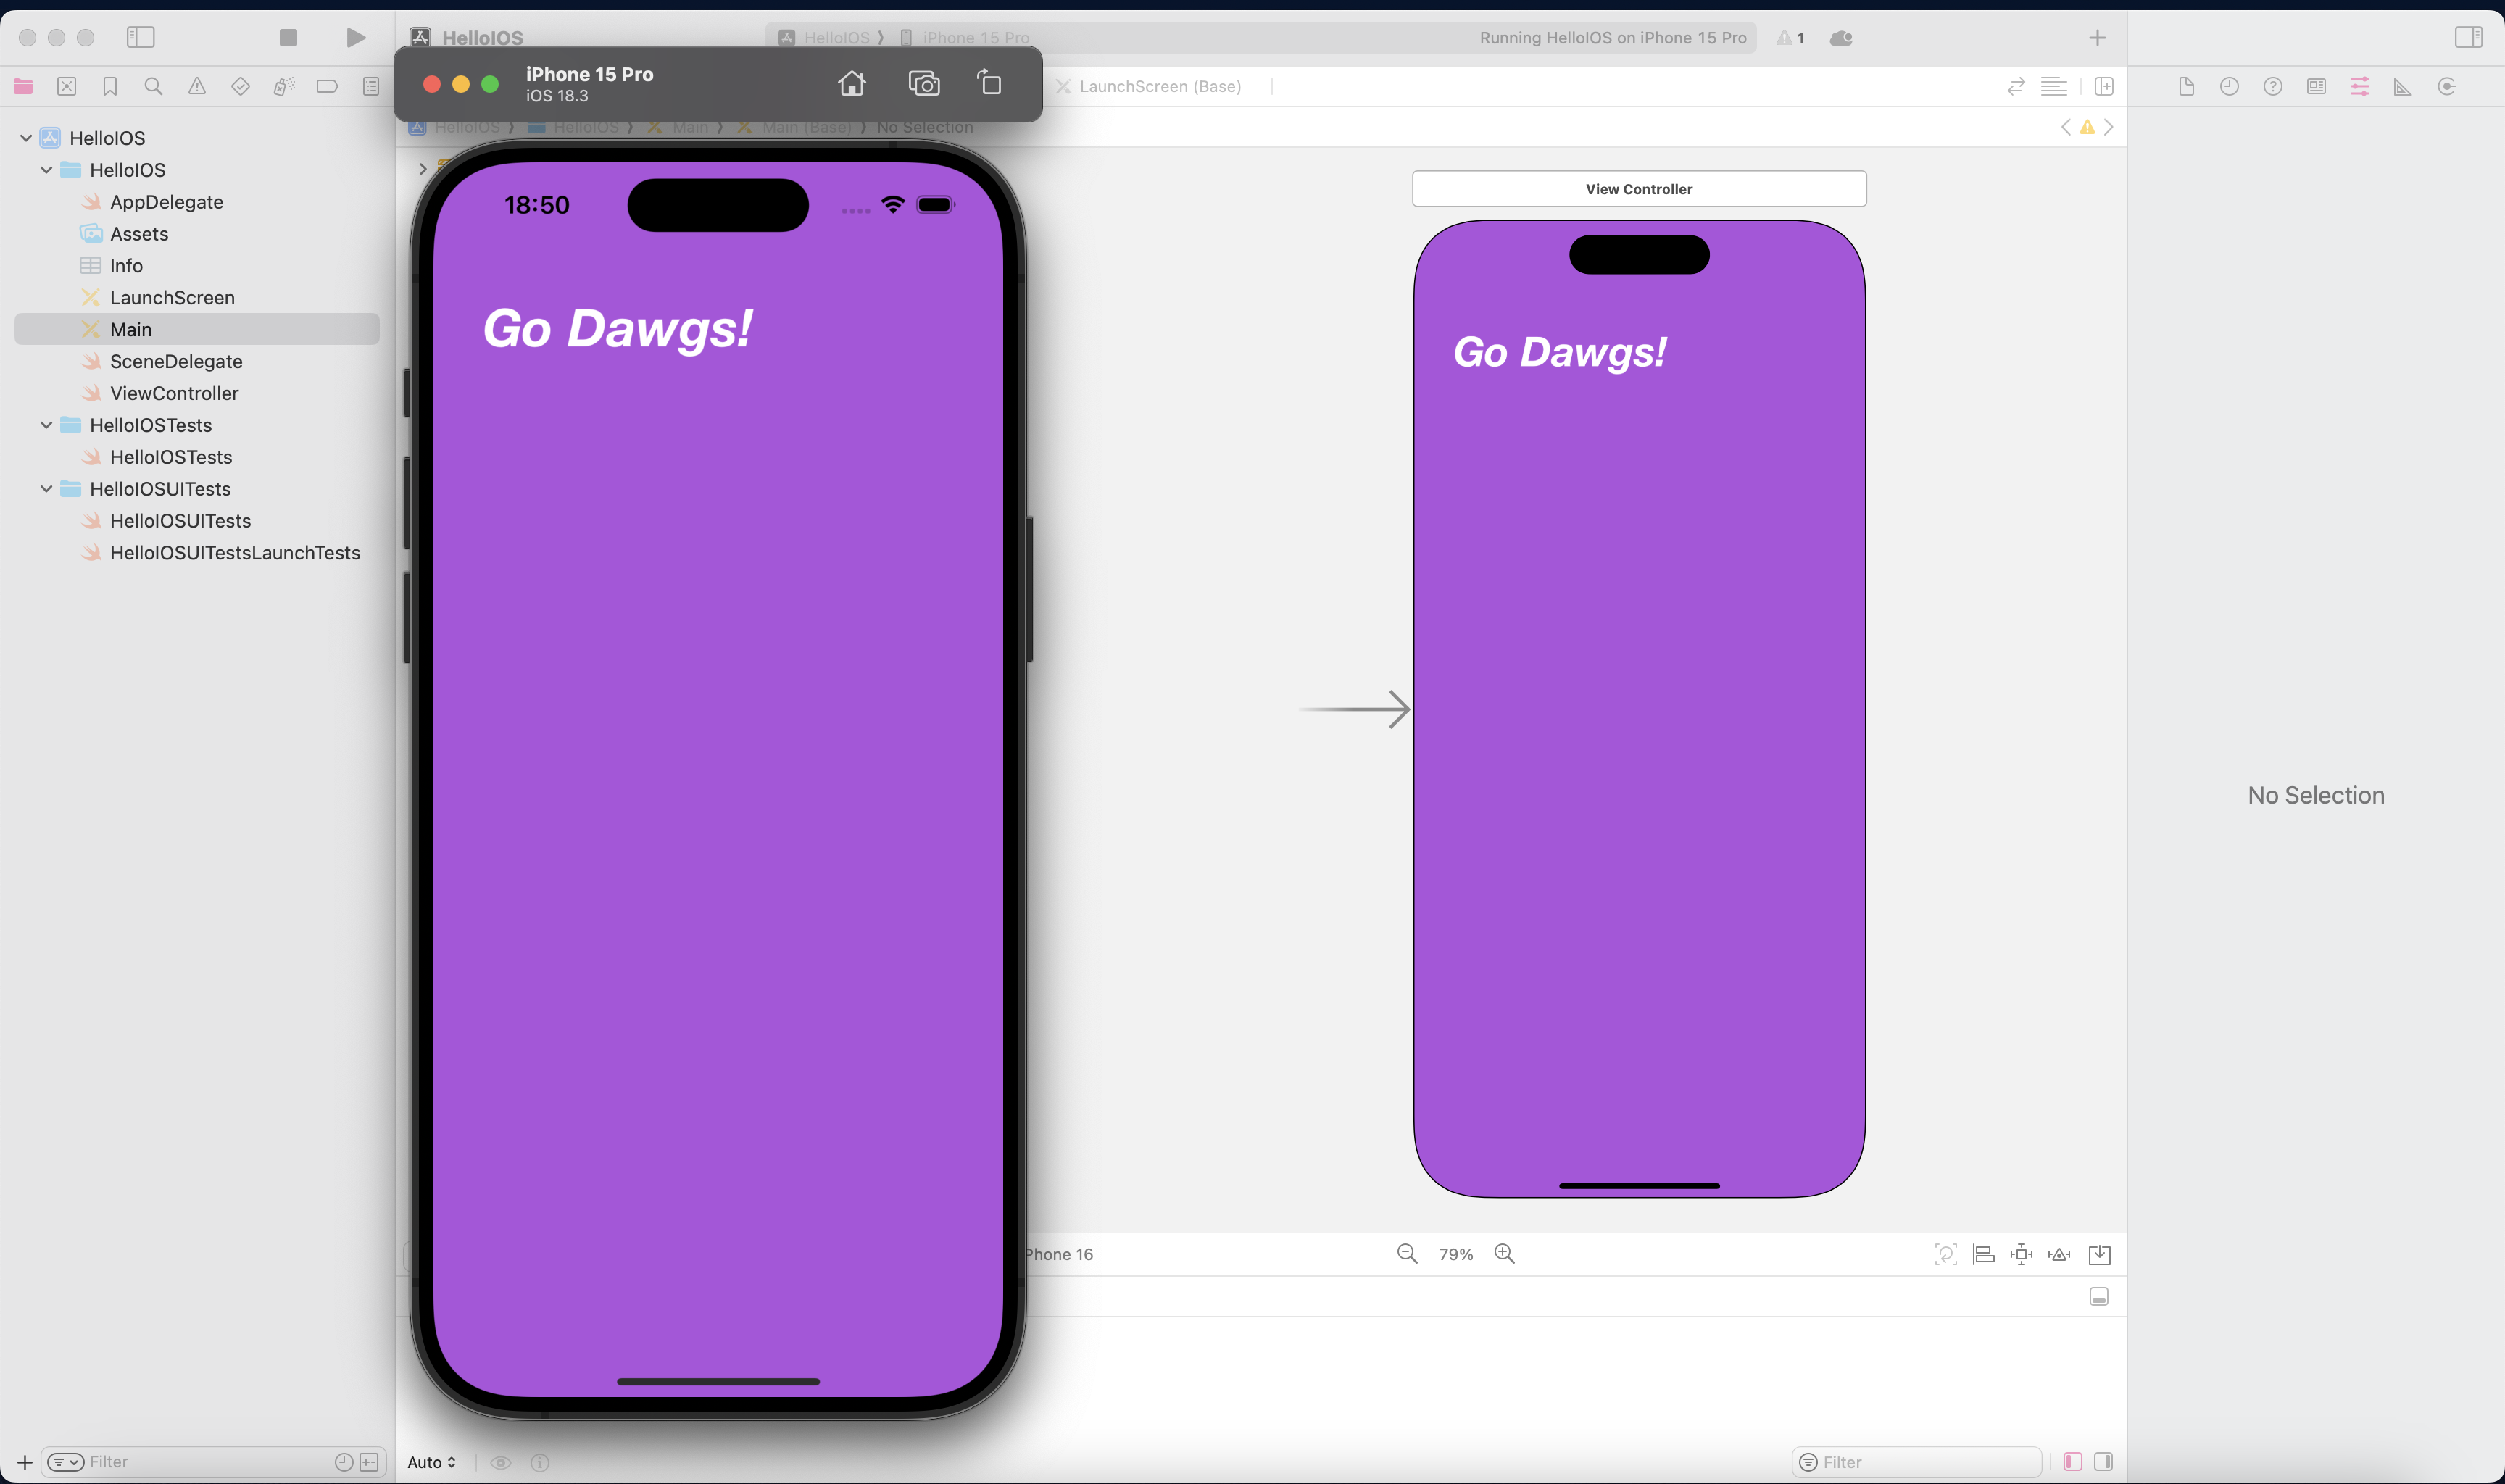 HelloIOS
HelloIOS
iPhone 15 Pro
Running HelloIOS on iPhone 15 Pro
1
iPhone 15 Pro
iOS 18.3
LaunchScreen (Base)
HelloIOS
HelloIOS
Main
Main (Base)
No Selection
HelloIOS
HelloIOS
AppDelegate
Assets
Info
LaunchScreen
Main
SceneDelegate
ViewController
HelloIOSTests
HelloIOSTests
HelloIOSUITests
HelloIOSUITests
HelloIOSUITestsLaunchTests
18:50
Go Dawgs!
View Controller
Go Dawgs!
No Selection
Phone 16
79%
Filter
Auto
Filter